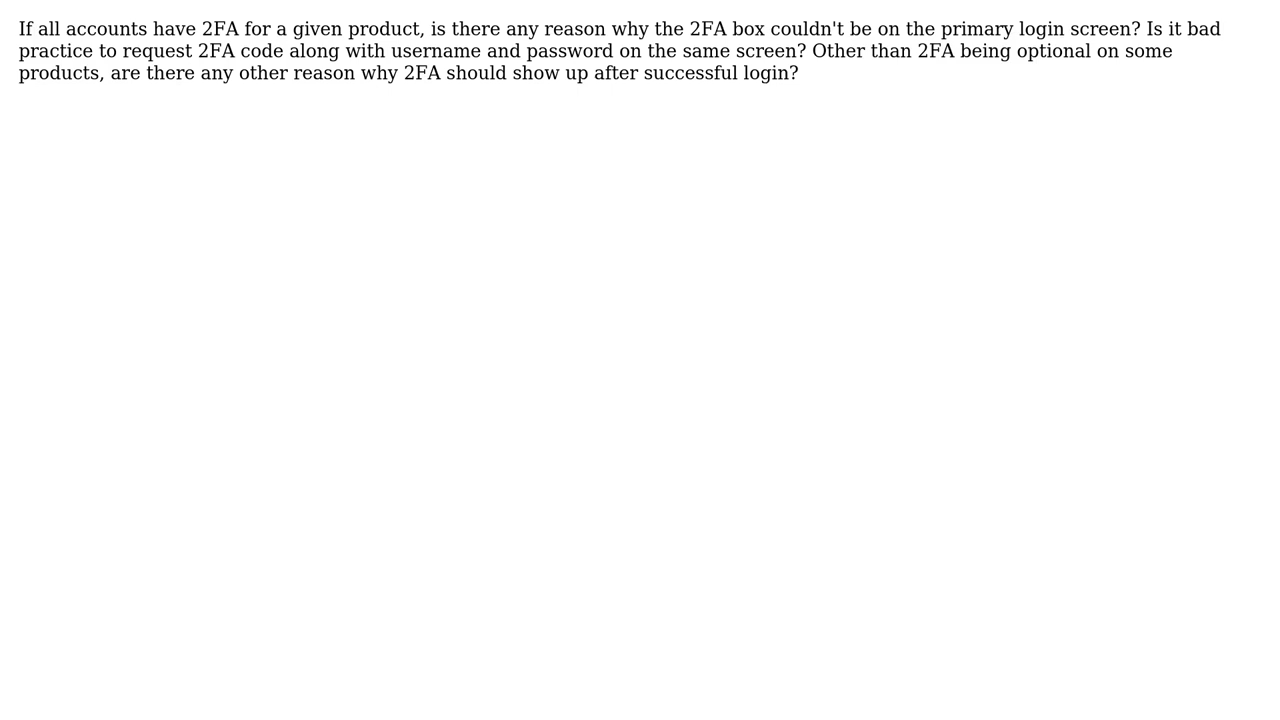 If all accounts have 2FA for a given product, is there any reason why the 2FA box couldn't be on the primary login screen? Is it bad
practice to request 2FA code along with username and password on the same screen? Other than 2FA being optional on some
products, are there any other reason why 2FA should show up after successful login?